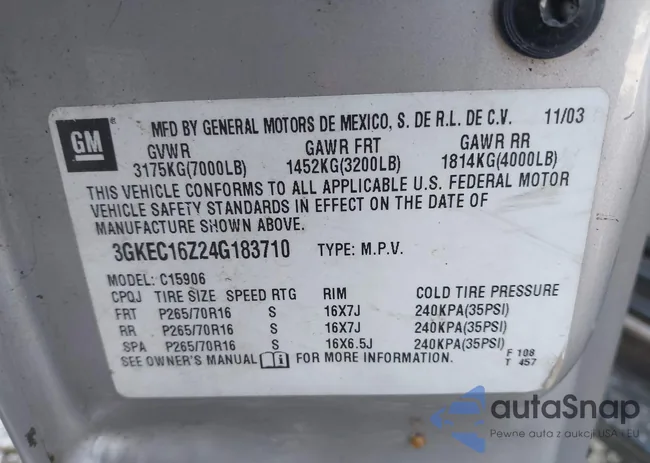 GM
MFD BY GENERAL MOTORS DE MEXICO, S. DE R.L. DE C.V. 11/03
GVWR GAWR FRT GAWR RR
3175KG(7000LB) 1452KG(3200LB) 1814KG(4000LB)
THIS VEHICLE CONFORMS TO ALL APPLICABLE U.S. FEDERAL MOTOR
VEHICLE SAFETY STANDARDS IN EFFECT ON THE DATE OF
MANUFACTURE SHOWN ABOVE.
3GKEC16Z24G183710 TYPE: M.P.V.
MODEL: C15906
CPQJ TIRE SIZE SPEED RTG RIM COLD TIRE PRESSURE
FRT P265/70R16 S 16X7J 240KPA(35PSI)
RR P265/70R16 S 16X7J 240KPA(35PSI)
SPA P265/70R16 S 16X6.5J 240KPA(35PSI)
SEE OWNER'S MANUAL FOR MORE INFORMATION.
F 108
T 457
autaSnap
Pewne auta z aukcji USA i EU